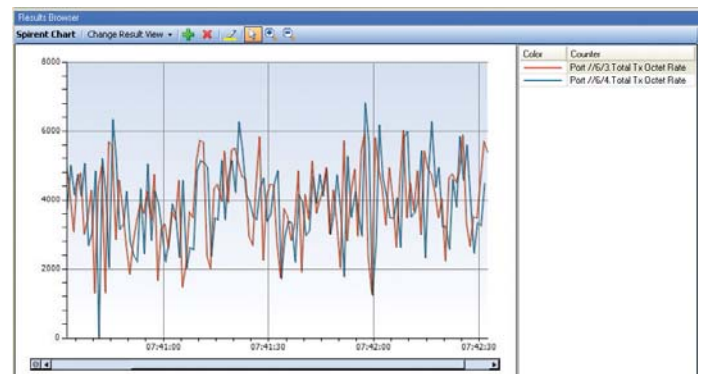 Results Browser
Spirent Chart Change Result View
Color Counter
Port //6/3.Total Tx Octet Rate
Port //6/4.Total Tx Octet Rate
8000
6000
4000
2000
0
07:41:00 07:41:30 07:42:00 07:42:30